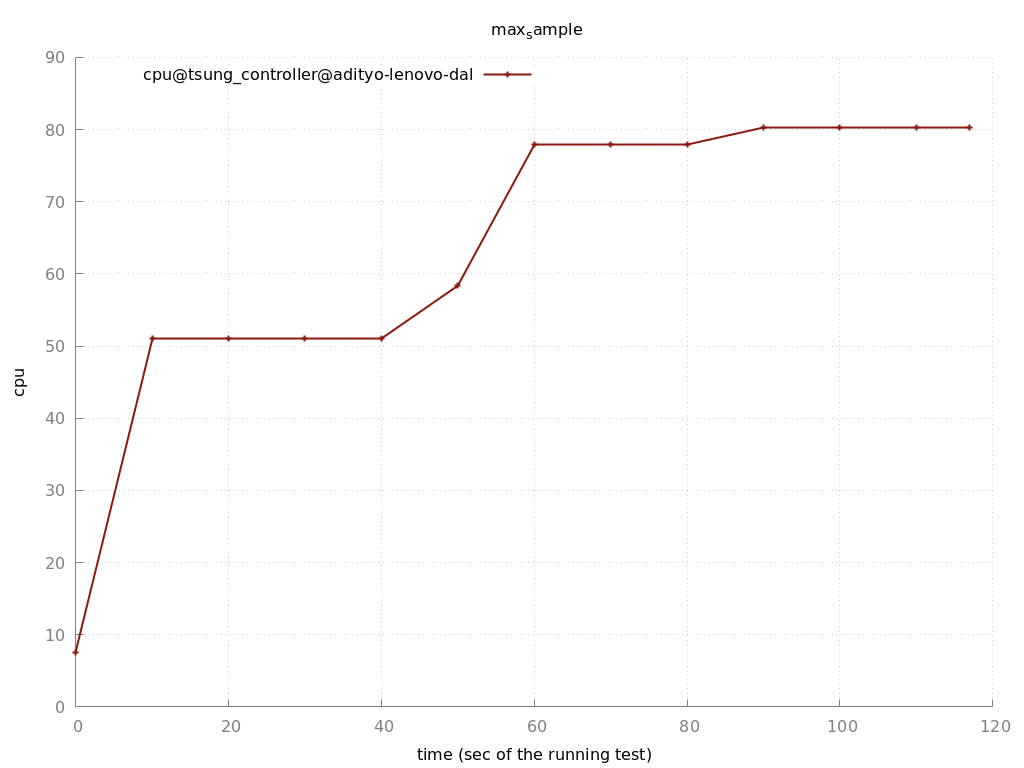 max_sample
90
cpu@tsung_controller@adityo-lenovo-dal
80
70
60
50
40
30
20
10
0
cpu
0 20 40 60 80 100 120
time (sec of the running test)